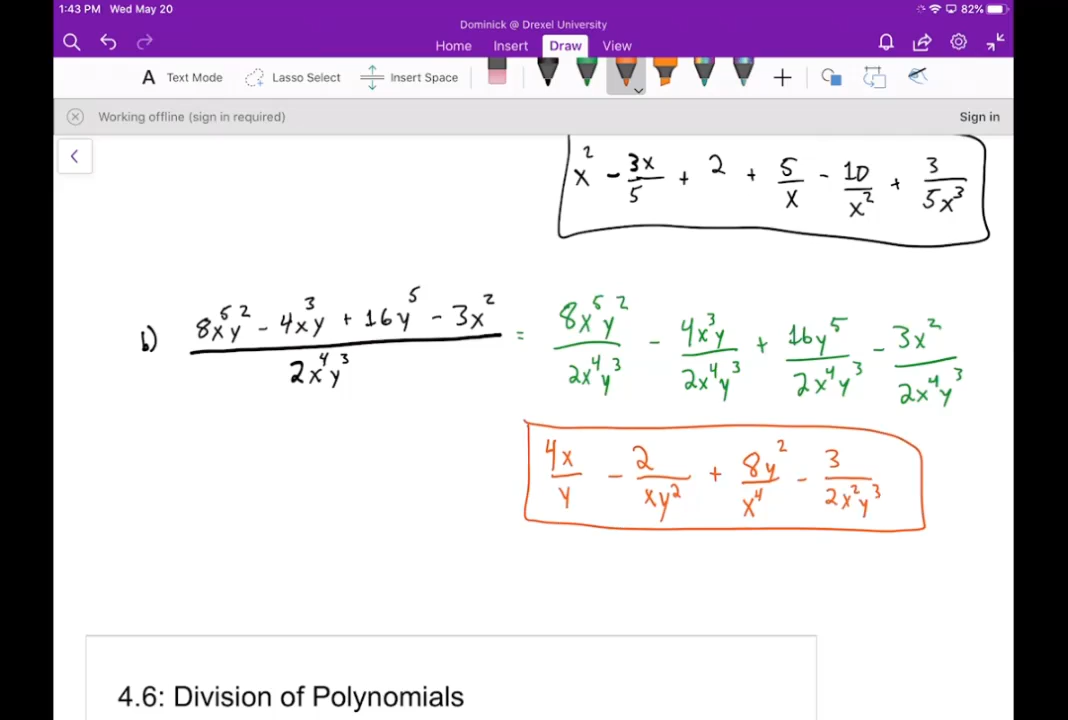 1:43 PM Wed May 20 82%
Dominick @ Drexel University
Home Insert Draw View
A Text Mode Lasso Select Insert Space
Working offline (sign in required) Sign in
x² - 3x/5 + 2 + 5/x - 10/x² + 3/5x³
b) (8x⁵y² - 4x³y + 16y⁵ - 3x²)/(2x⁴y³) = 8x⁵y²/2x⁴y³ - 4x³y/2x⁴y³ + 16y⁵/2x⁴y³ - 3x²/2x⁴y³
4x/y - 2/xy² + 8y²/x⁴ - 3/2x²y³
4.6: Division of Polynomials